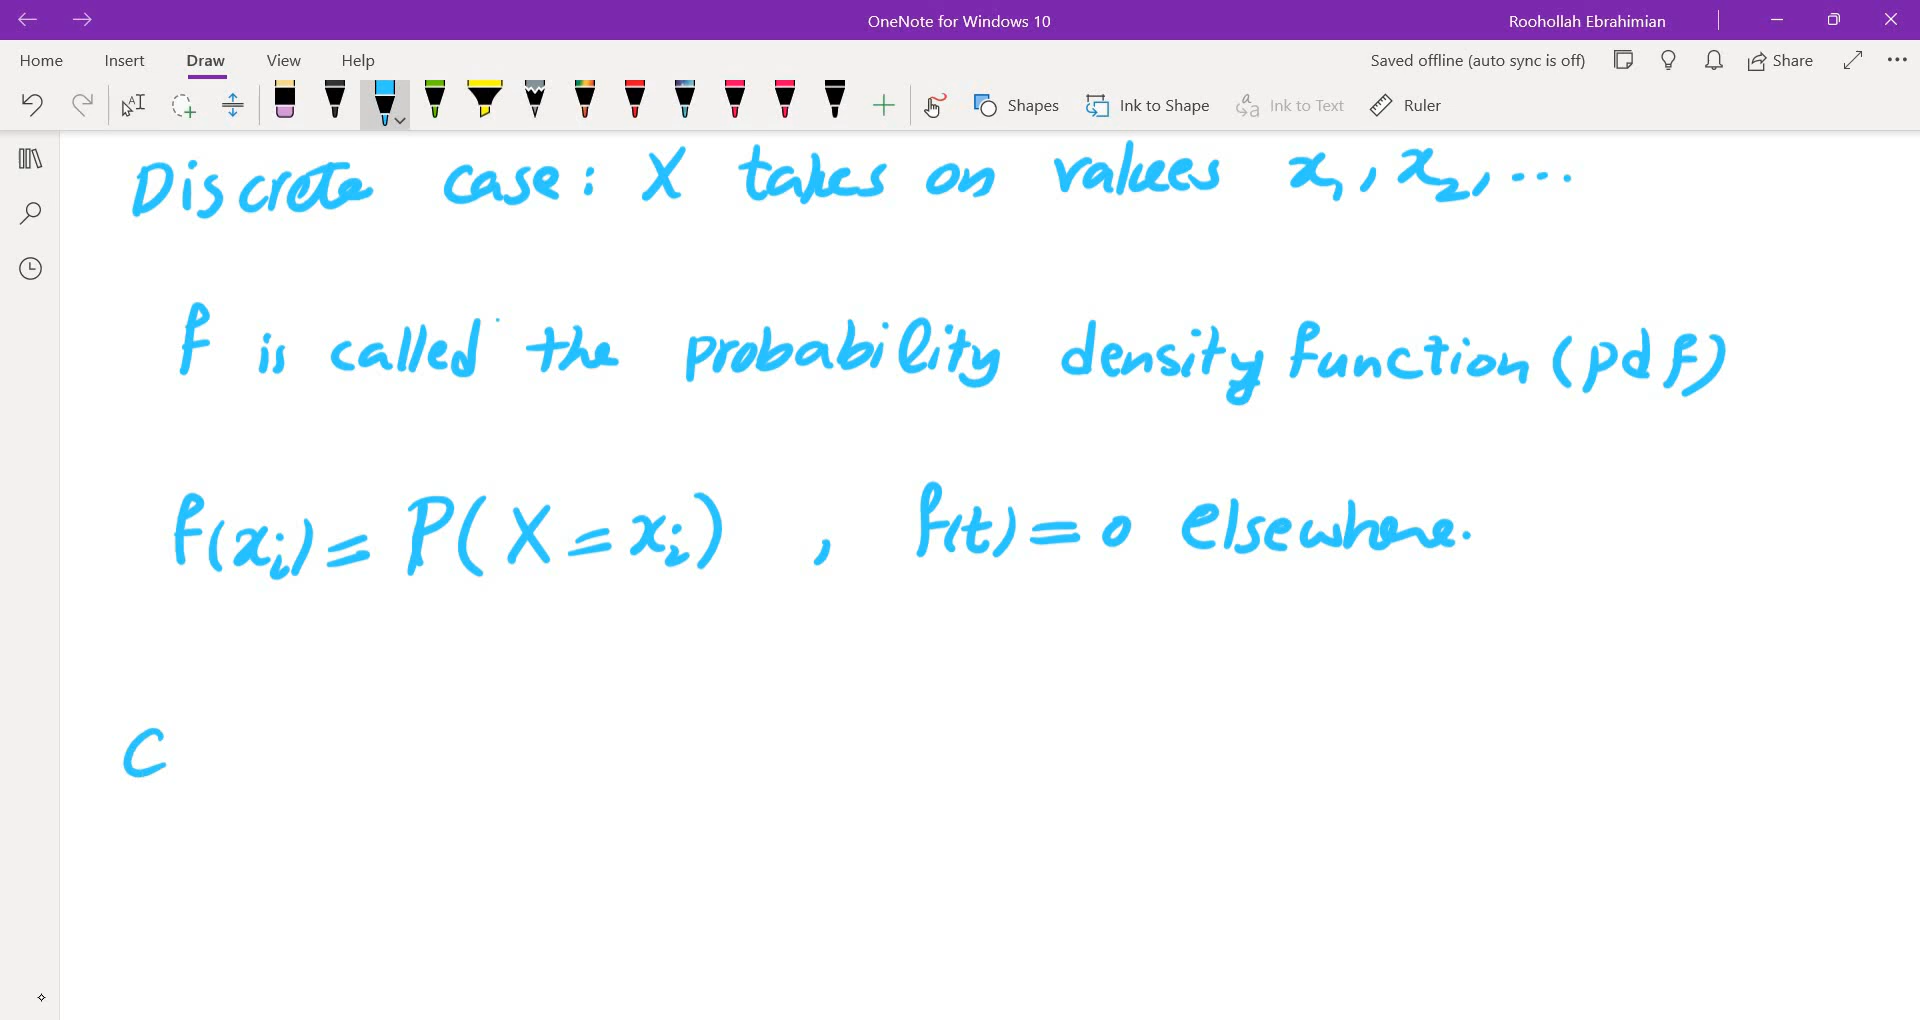 OneNote for Windows 10
Roohollah Ebrahimian
Home Insert Draw View Help
Saved offline (auto sync is off) Share
Shapes Ink to Shape Ink to Text Ruler
Discrete case: X takes on values x₁, x₂, ...
f is called the probability density function (pdf)
f(xᵢ) = P(X = xᵢ) , f(t) = 0 elsewhere.
C